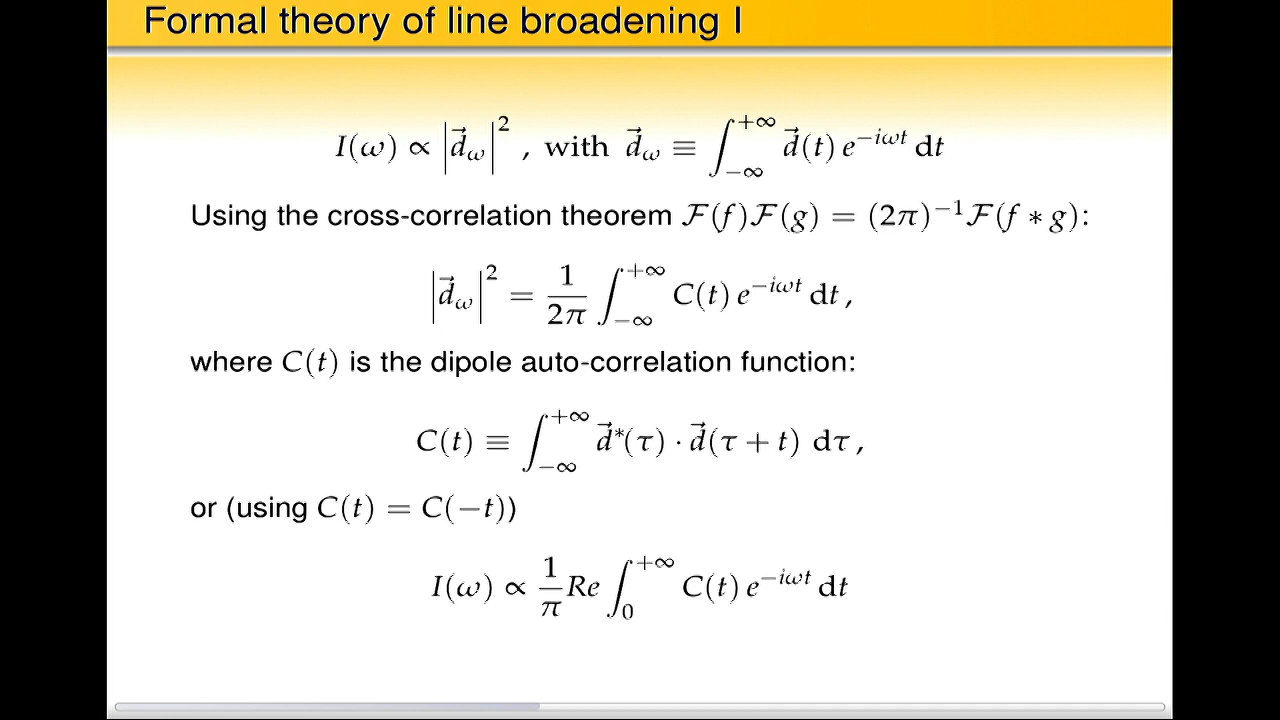 Formal theory of line broadening I
I(ω) ∝ |d⃗_ω|² , with d⃗_ω ≡ ∫_{−∞}^{+∞} d⃗(t) e^{−iωt} dt
Using the cross-correlation theorem ℱ(f)ℱ(g) = (2π)^{−1}ℱ(f ∗ g):
|d⃗_ω|² = 1/2π ∫_{−∞}^{+∞} C(t) e^{−iωt} dt ,
where C(t) is the dipole auto-correlation function:
C(t) ≡ ∫_{−∞}^{+∞} d⃗*(τ) · d⃗(τ + t) dτ ,
or (using C(t) = C(−t))
I(ω) ∝ 1/π Re ∫_0^{+∞} C(t) e^{−iωt} dt